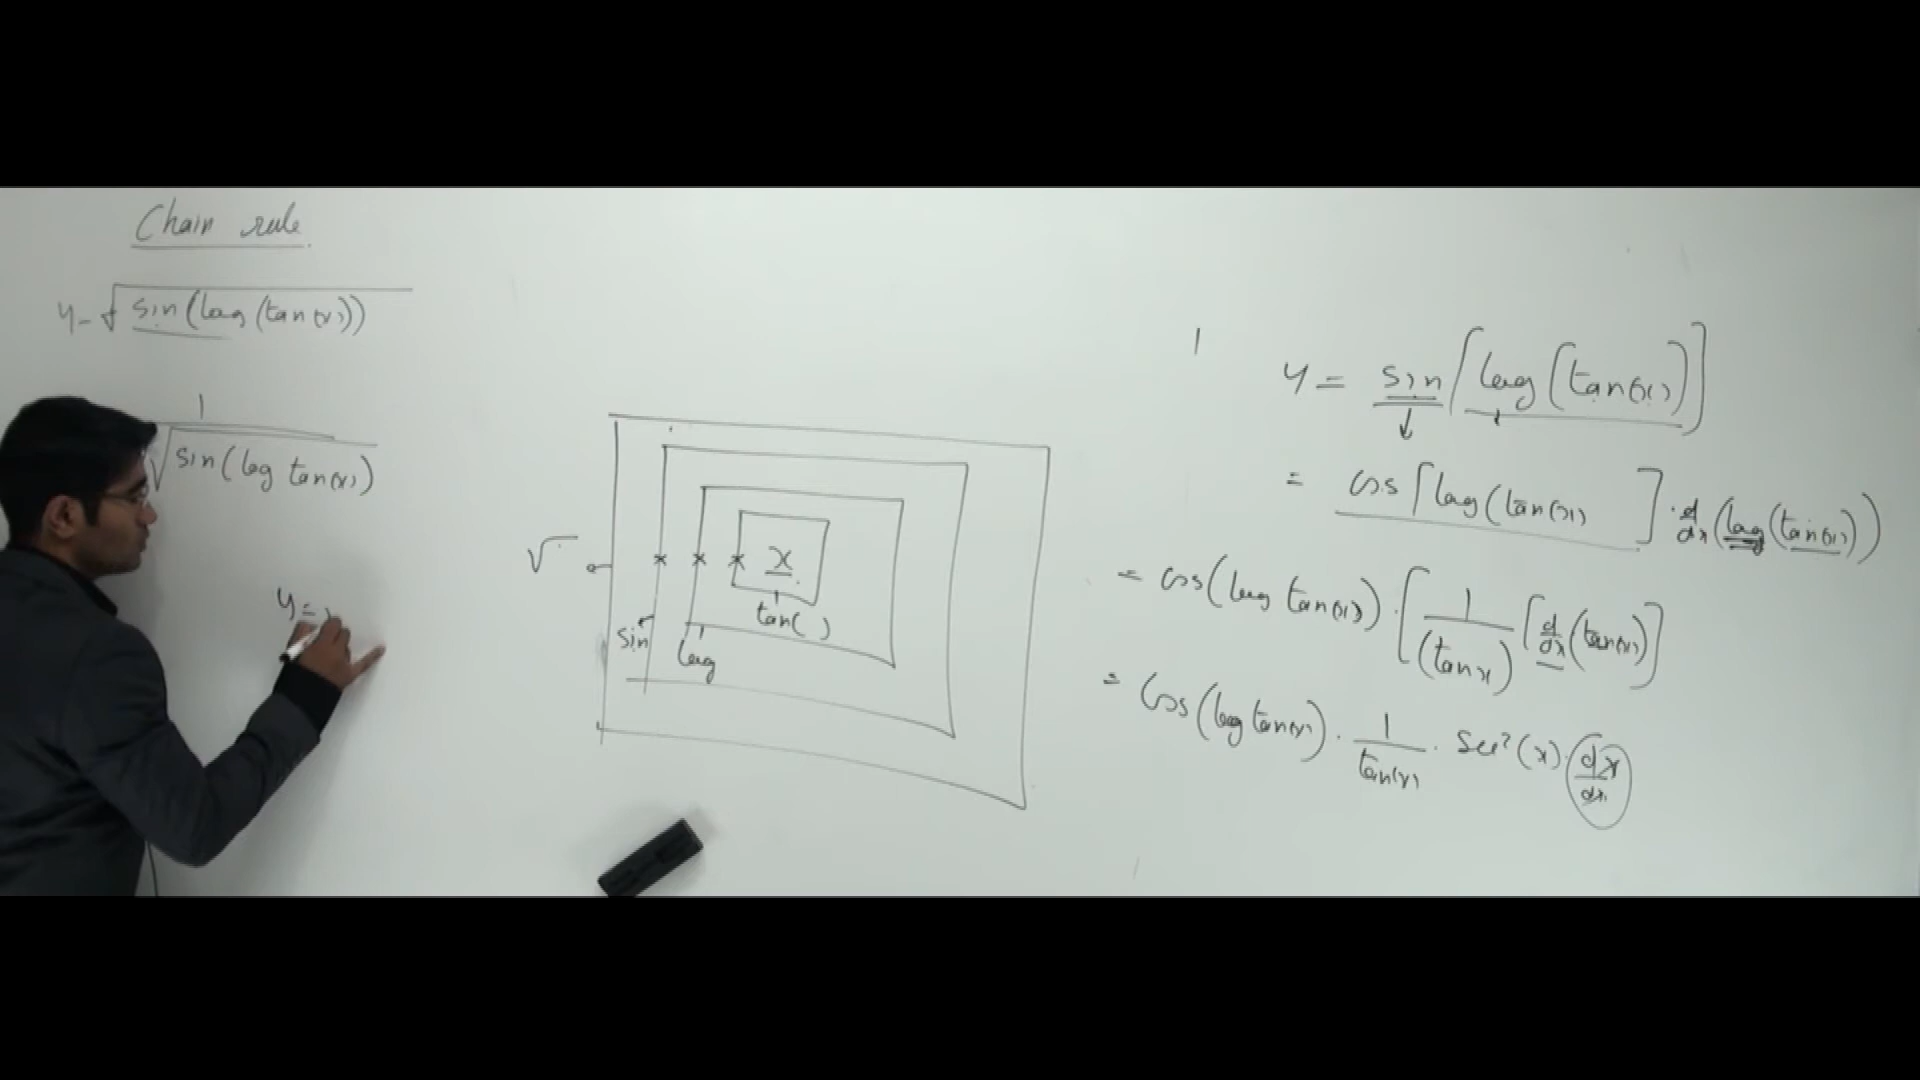 Chain rule
y = √sin(log(tan(x)))
1
√sin(log tan(x))
y =
√
x
tan( )
sin
log
1
y = sin[log(tan(x))]
= cos[log(tan(x) ] · d/dx (log(tan(x)))
= cos(log tan(x)) · [1/(tan x) [d/dx (tan(x)]
= cos(log tan(x)) · 1/tan(x) · sec²(x) · dx/dx